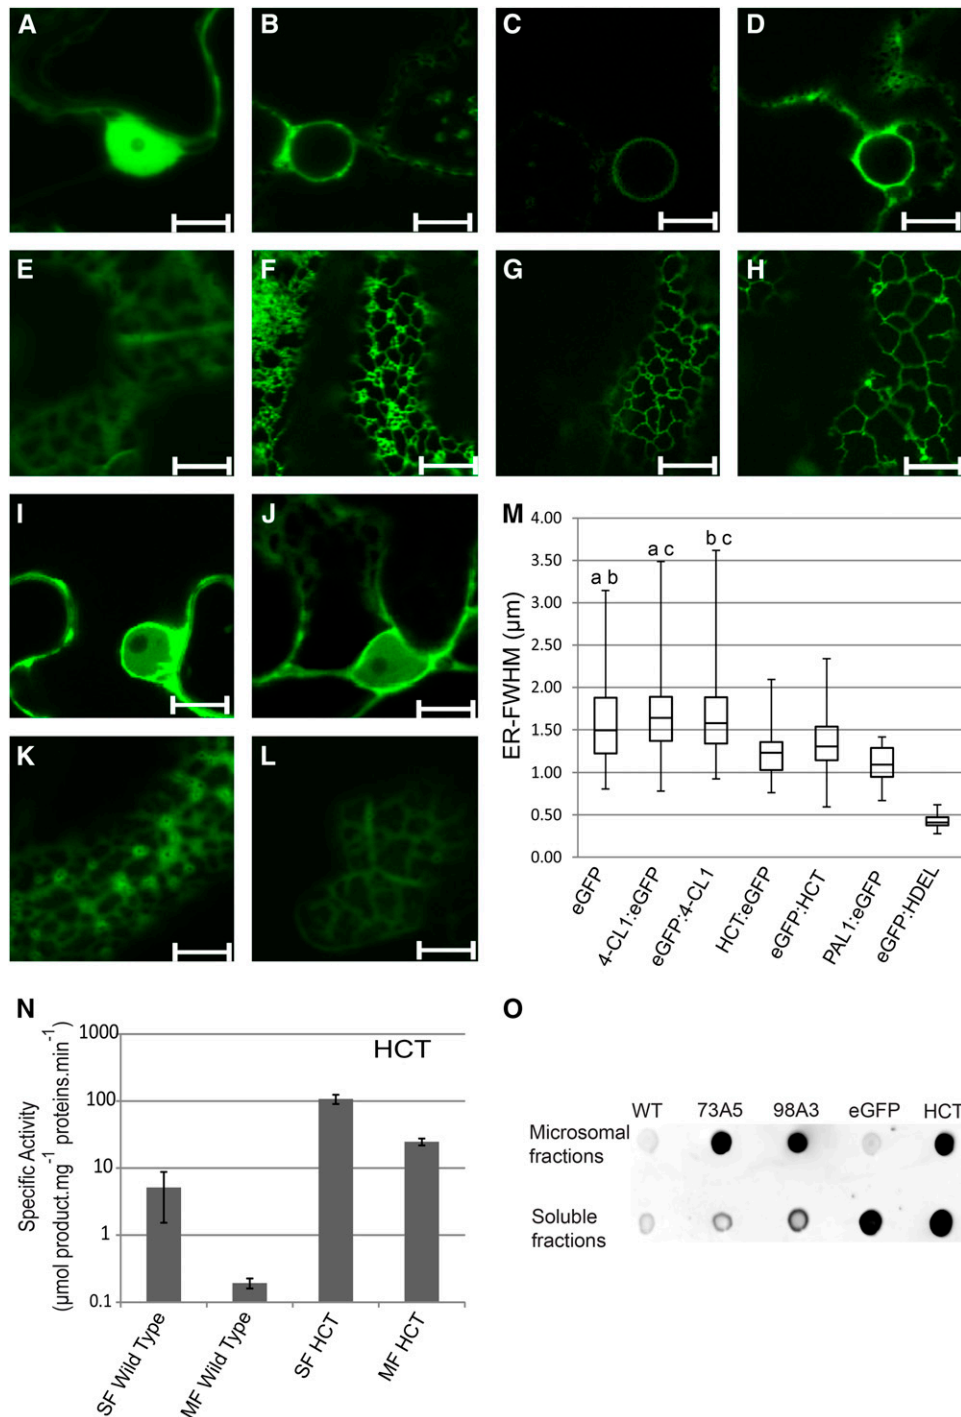 A
B
C
D
E
F
G
H
I
J
K
L
M
4.00
3.50
3.00
2.50
2.00
1.50
1.00
0.50
0.00
ER-FWHM (µm)
a b
a c
b c
eGFP
4-CL1:eGFP
eGFP:4-CL1
HCT:eGFP
eGFP:HCT
PAL1:eGFP
eGFP:HDEL
N
HCT
1000
100
10
1
0.1
Specific Activity
(µmol product.mg⁻¹ proteins.min⁻¹)
SF Wild Type
MF Wild Type
SF HCT
MF HCT
O
WT 73A5 98A3 eGFP HCT
Microsomal
fractions
Soluble
fractions